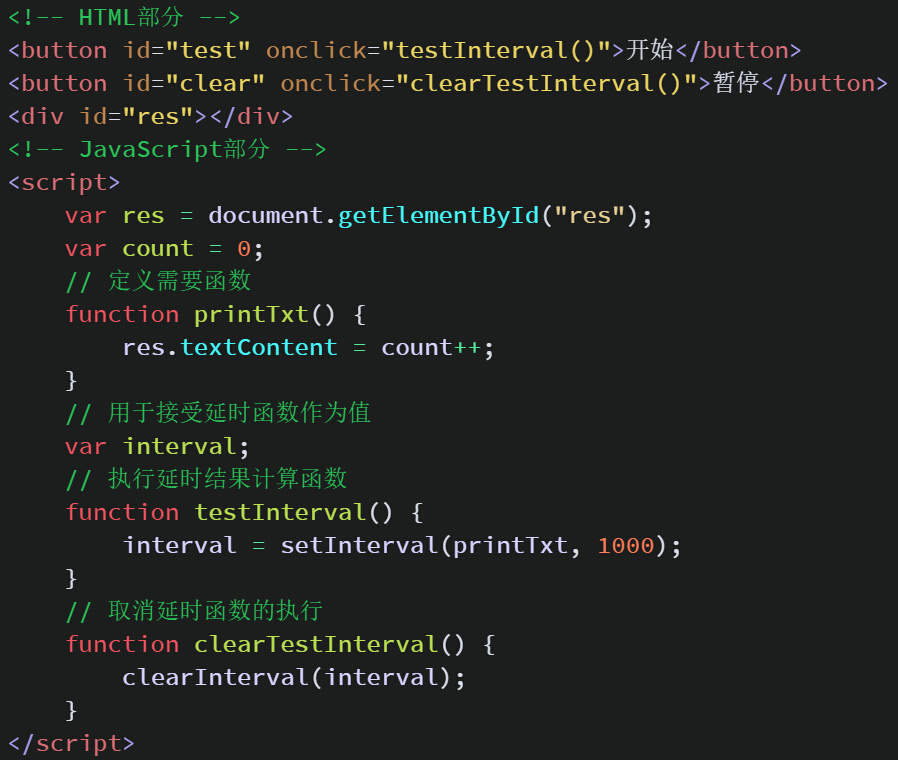 <!-- HTML部分 -->
<button id="test" onclick="testInterval()">开始</button>
<button id="clear" onclick="clearTestInterval()">暂停</button>
<div id="res"></div>
<!-- JavaScript部分 -->
<script>
    var res = document.getElementById("res");
    var count = 0;
    // 定义需要函数
    function printTxt() {
        res.textContent = count++;
    }
    // 用于接受延时函数作为值
    var interval;
    // 执行延时结果计算函数
    function testInterval() {
        interval = setInterval(printTxt, 1000);
    }
    // 取消延时函数的执行
    function clearTestInterval() {
        clearInterval(interval);
    }
</script>